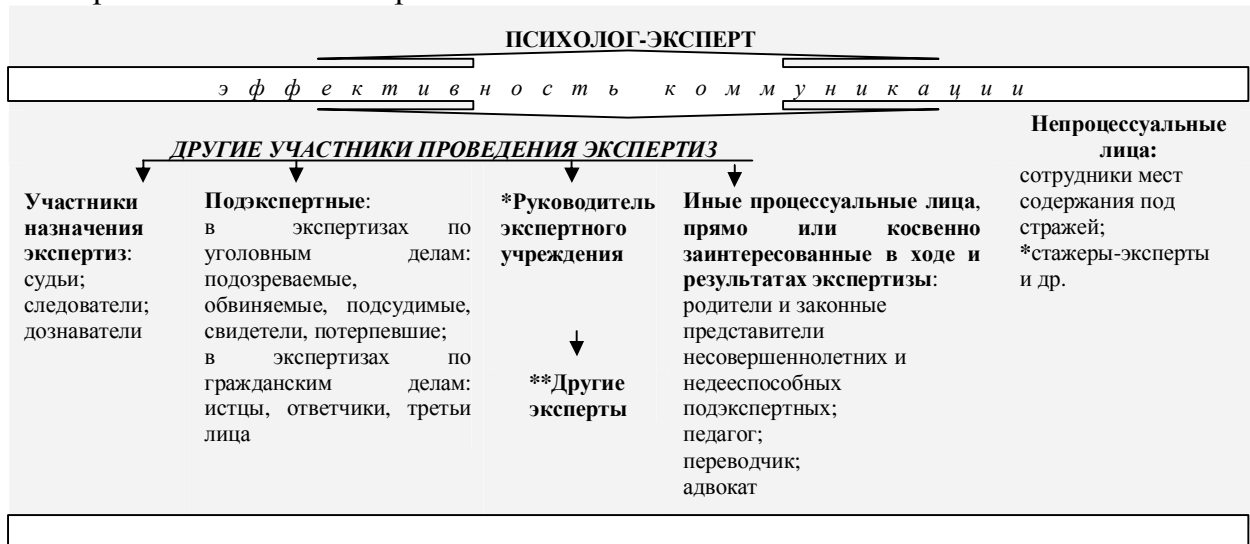 ПСИХОЛОГ-ЭКСПЕРТ
эффективность коммуникации
ДРУГИЕ УЧАСТНИКИ ПРОВЕДЕНИЯ ЭКСПЕРТИЗ
Участники
назначения
экспертиз:
судьи;
следователи;
дознаватели
Подэкспертные:
в экспертизах по
уголовным делам:
подозреваемые,
обвиняемые, подсудимые,
свидетели, потерпевшие;
в экспертизах по
гражданским делам:
истцы, ответчики, третьи
лица
*Руководитель
экспертного
учреждения
**Другие
эксперты
Иные процессуальные лица,
прямо или косвенно
заинтересованные в ходе и
результатах экспертизы:
родители и законные
представители
несовершеннолетних и
недееспособных
подэкспертных;
педагог;
переводчик;
адвокат
Непроцессуальные
лица:
сотрудники мест
содержания под
стражей;
*стажеры-эксперты
и др.